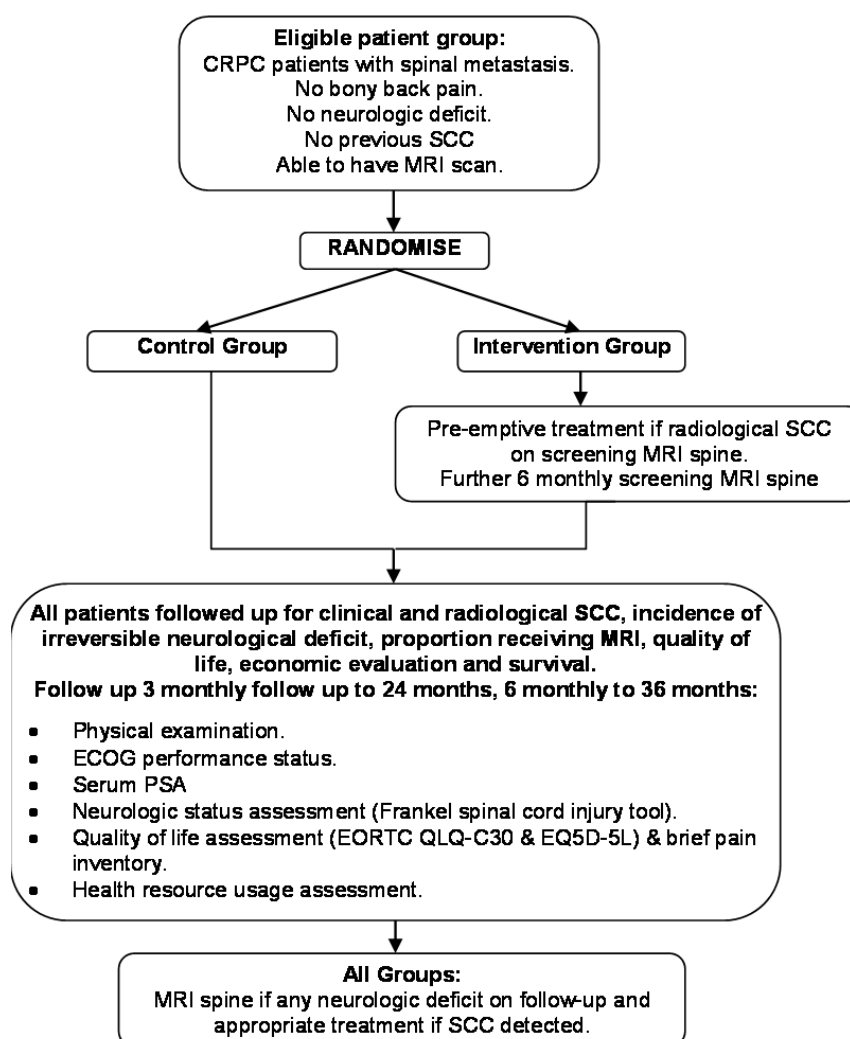 Eligible patient group:
CRPC patients with spinal metastasis.
No bony back pain.
No neurologic deficit.
No previous SCC
Able to have MRI scan.
RANDOMISE
Control Group
Intervention Group
Pre-emptive treatment if radiological SCC
on screening MRI spine.
Further 6 monthly screening MRI spine
All patients followed up for clinical and radiological SCC, incidence of
irreversible neurological deficit, proportion receiving MRI, quality of
life, economic evaluation and survival.
Follow up 3 monthly follow up to 24 months, 6 monthly to 36 months:
▪ Physical examination.
▪ ECOG performance status.
▪ Serum PSA
▪ Neurologic status assessment (Frankel spinal cord injury tool).
▪ Quality of life assessment (EORTC QLQ-C30 & EQ5D-5L) & brief pain
inventory.
▪ Health resource usage assessment.
All Groups:
MRI spine if any neurologic deficit on follow-up and
appropriate treatment if SCC detected.